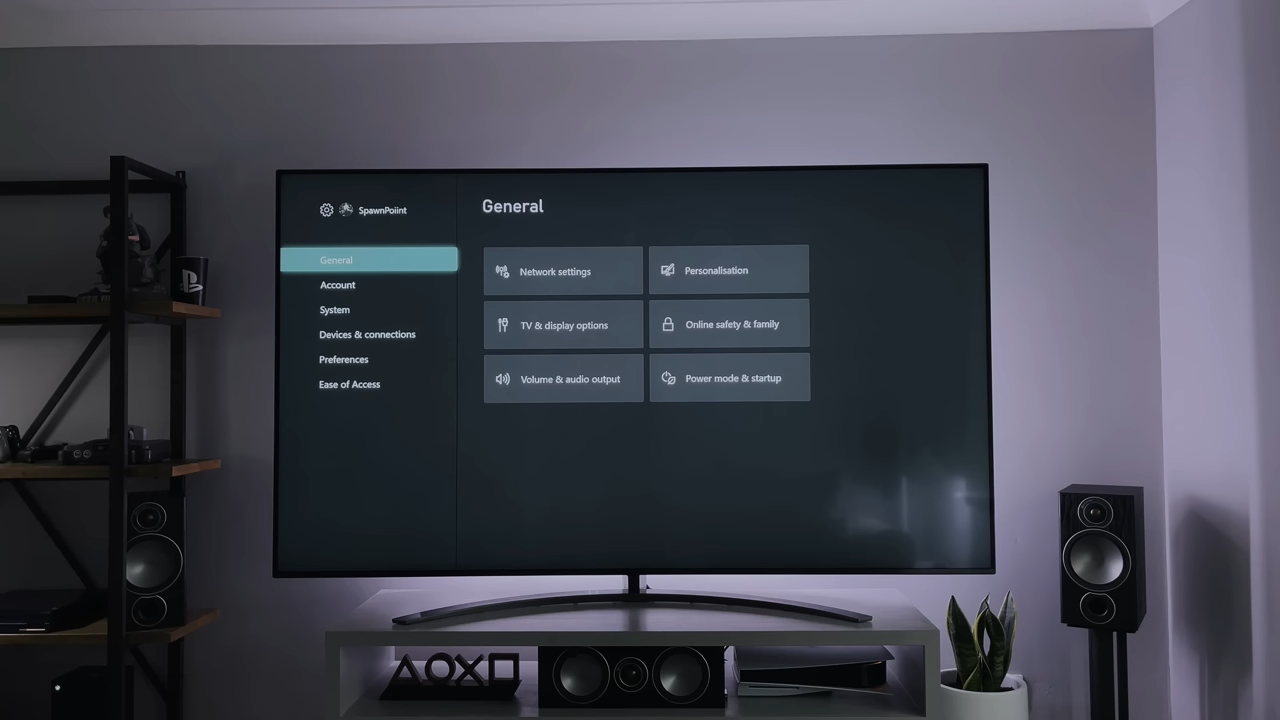 SpawnPoiint
General
Account
System
Devices & connections
Preferences
Ease of Access
General
Network settings
Personalisation
TV & display options
Online safety & family
Volume & audio output
Power mode & startup